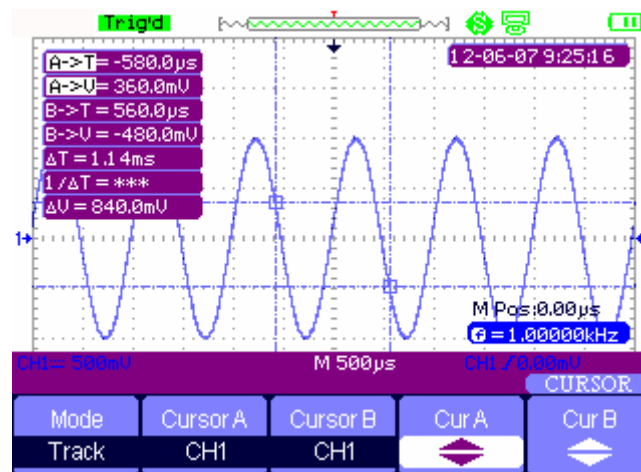 Trig'd
T
12-06-07 9:25:16
A->T= -580.0µs
A->V= 360.0mV
B->T= 560.0µs
B->V= -480.0mV
ΔT = 1.14ms
1/ΔT = ***
ΔV = 840.0mV
1
M Pos:0.00µs
f = 1.00000kHz
CH1= 500mV M 500µs CH1 / 0.00mV
CURSOR
Mode Cursor A Cursor B Cur A Cur B
Track CH1 CH1